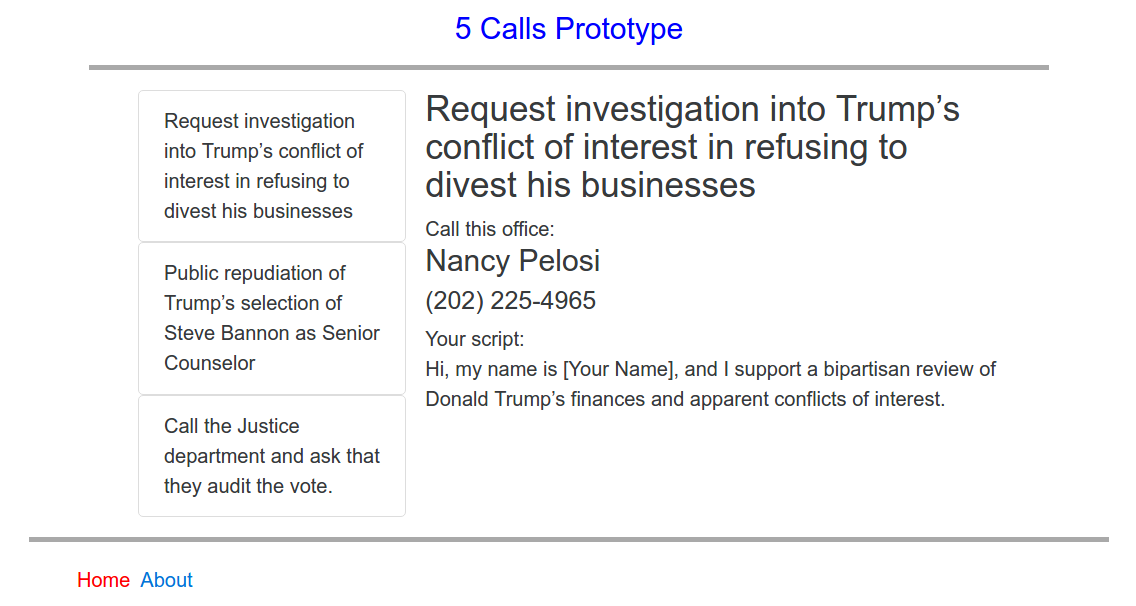 5 Calls Prototype
Request investigation
into Trump’s conflict of
interest in refusing to
divest his businesses
Public repudiation of
Trump’s selection of
Steve Bannon as Senior
Counselor
Call the Justice
department and ask that
they audit the vote.
Request investigation into Trump’s
conflict of interest in refusing to
divest his businesses
Call this office:
Nancy Pelosi
(202) 225-4965
Your script:
Hi, my name is [Your Name], and I support a bipartisan review of
Donald Trump’s finances and apparent conflicts of interest.
Home About